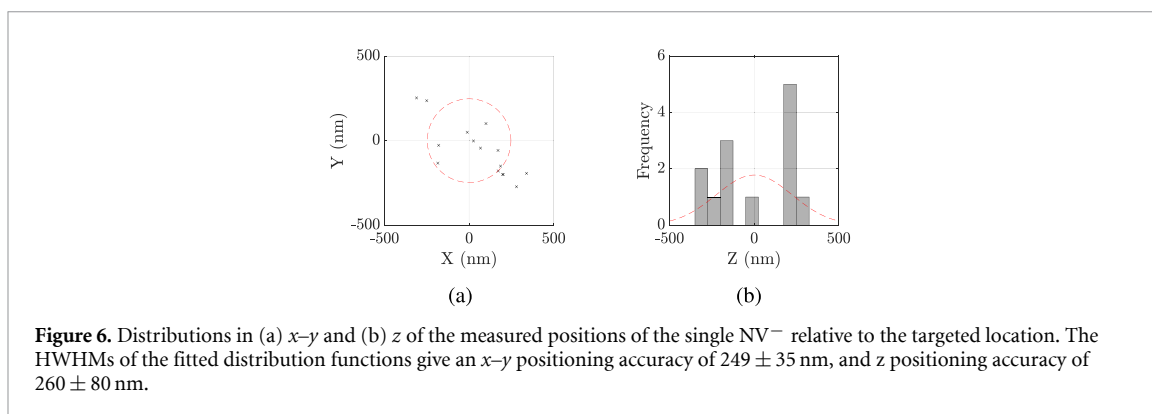 500
0
-500
-500
0
500
Y (nm)
X (nm)
(a)
6
4
2
0
-500
0
500
Frequency
Z (nm)
(b)
Figure 6. Distributions in (a) x–y and (b) z of the measured positions of the single NV⁻ relative to the targeted location. The
HWHMs of the fitted distribution functions give an x–y positioning accuracy of 249 ± 35 nm, and z positioning accuracy of
260 ± 80 nm.